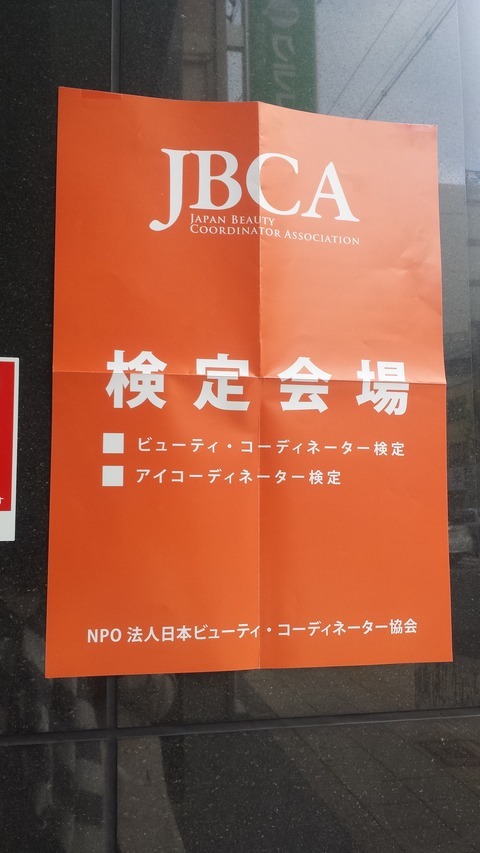 JBCA
JAPAN BEAUTY
COORDINATOR ASSOCIATION
検定会場
■ ビューティ・コーディネーター検定
■ アイコーディネーター検定
NPO 法人日本ビューティ・コーディネーター協会
す